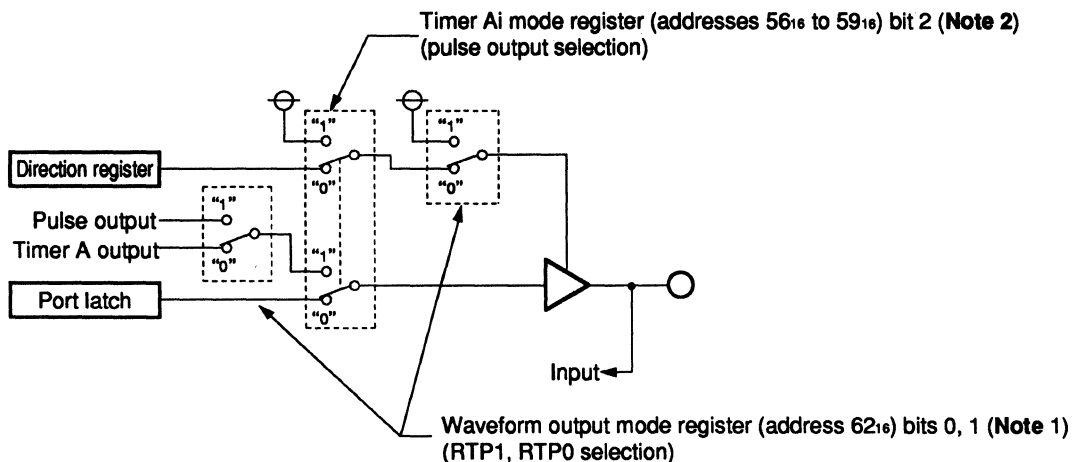 Timer Ai mode register (addresses 56₁₆ to 59₁₆) bit 2 (Note 2)
(pulse output selection)
“1”
“1”
Direction register
“0”
“0”
“1”
Pulse output
Timer A output
“0”
“1”
Port latch
“0”
Input
Waveform output mode register (address 62₁₆) bits 0, 1 (Note 1)
(RTP1, RTP0 selection)